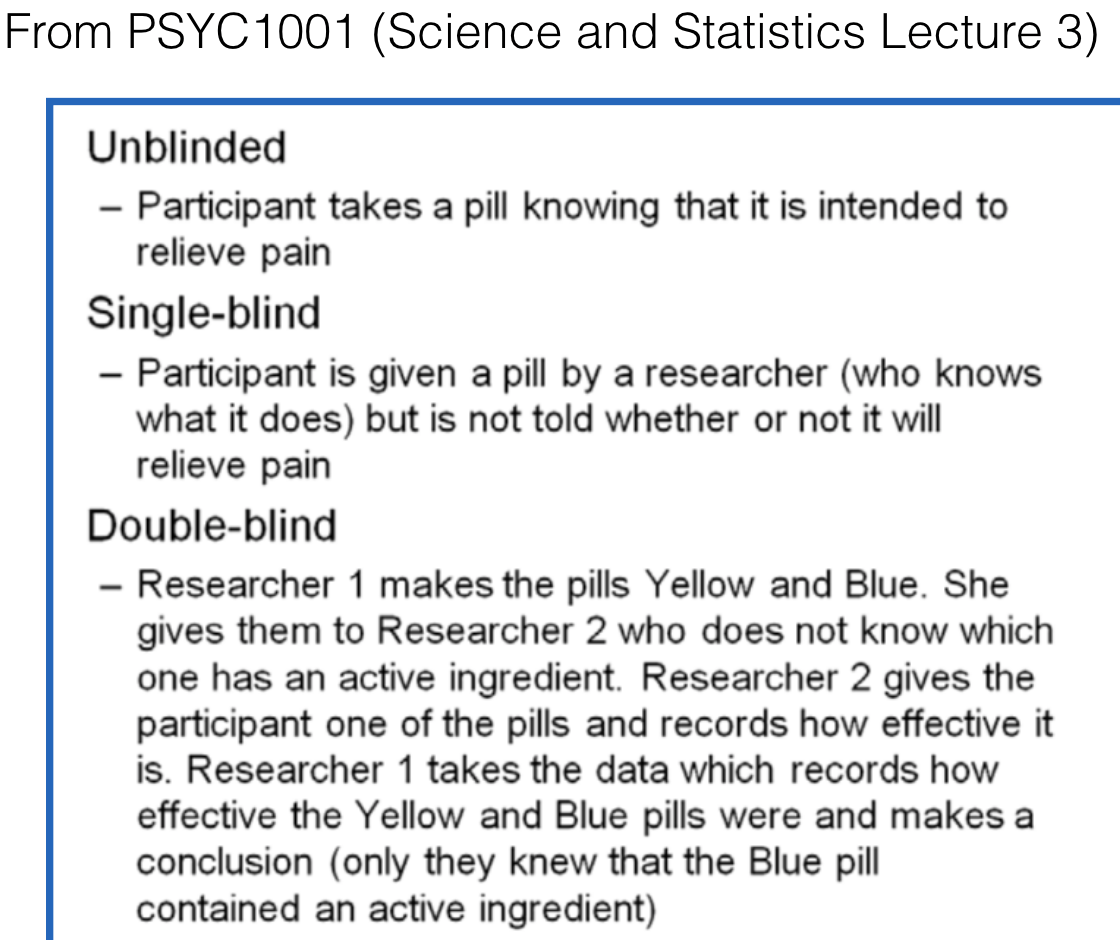 From PSYC1001 (Science and Statistics Lecture 3)
Unblinded
– Participant takes a pill knowing that it is intended to
relieve pain
Single-blind
– Participant is given a pill by a researcher (who knows
what it does) but is not told whether or not it will
relieve pain
Double-blind
– Researcher 1 makes the pills Yellow and Blue. She
gives them to Researcher 2 who does not know which
one has an active ingredient. Researcher 2 gives the
participant one of the pills and records how effective it
is. Researcher 1 takes the data which records how
effective the Yellow and Blue pills were and makes a
conclusion (only they knew that the Blue pill
contained an active ingredient)